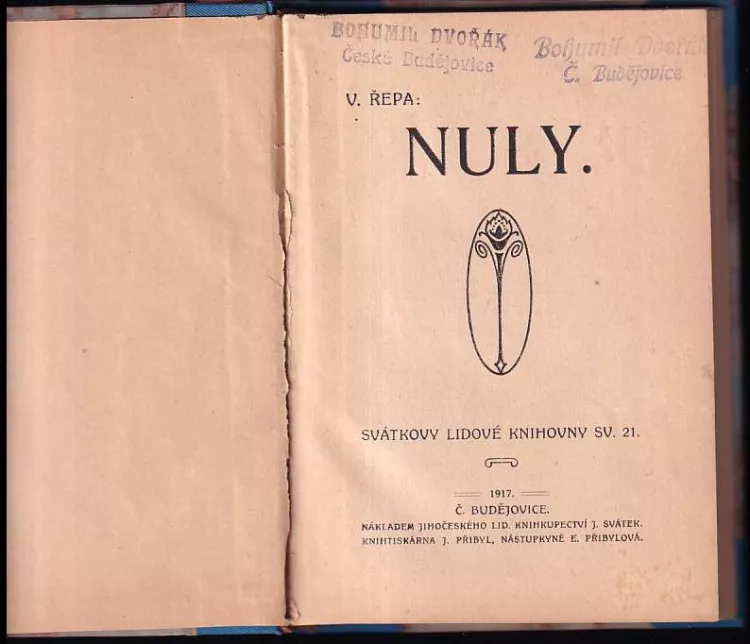 BOHUMIL DVOŘÁK
České Budějovice
Bohumil Dvořák
Č. Budějovice
V. ŘEPA:
NULY.
SVÁTKOVY LIDOVÉ KNIHOVNY SV. 21.
1917.
Č. BUDĚJOVICE.
NÁKLADEM JIHOČESKÉHO LID. KNIHKUPECTVÍ J. SVÁTEK.
KNIHTISKÁRNA J. PŘIBYL, NÁSTUPKYNĚ E. PŘIBYLOVÁ.